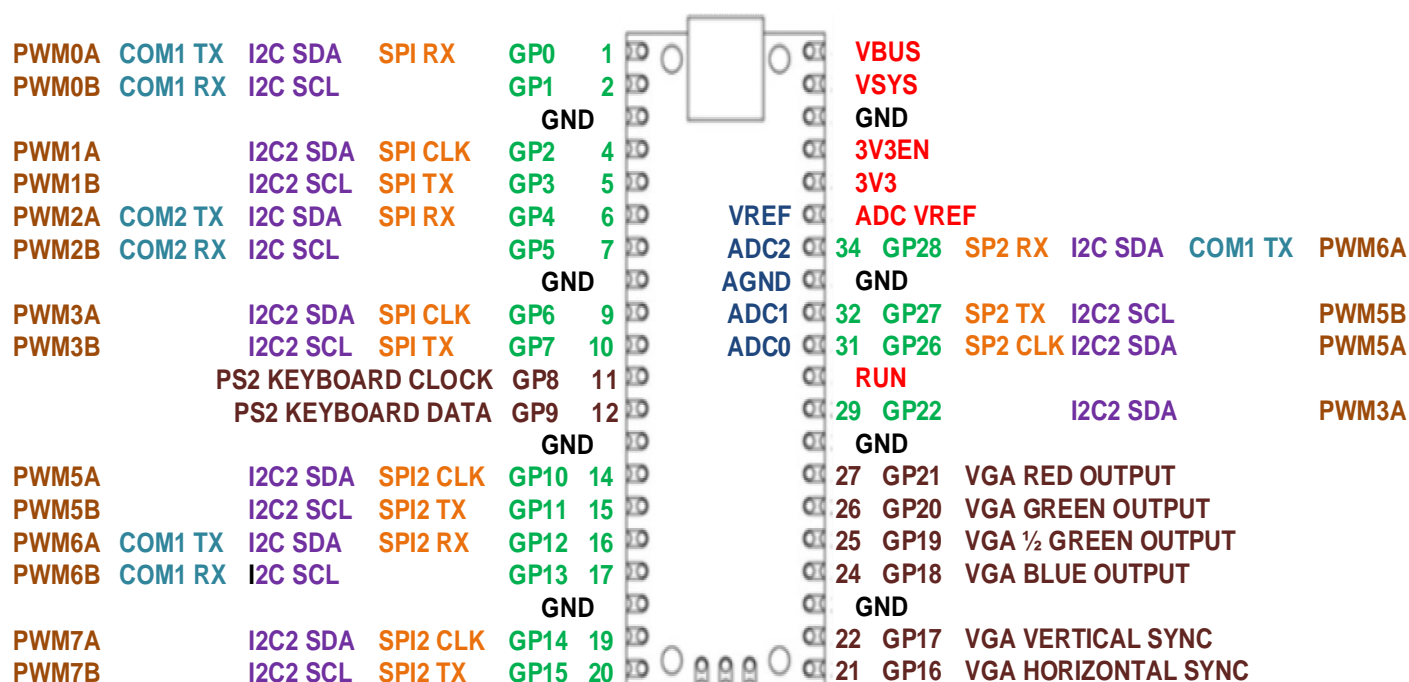 PWM0A COM1 TX I2C SDA SPI RX GP0 1 VBUS
PWM0B COM1 RX I2C SCL GP1 2 VSYS
GND GND
PWM1A I2C2 SDA SPI CLK GP2 4 3V3EN
PWM1B I2C2 SCL SPI TX GP3 5 3V3
PWM2A COM2 TX I2C SDA SPI RX GP4 6 VREF ADC VREF
PWM2B COM2 RX I2C SCL GP5 7 ADC2 34 GP28 SP2 RX I2C SDA COM1 TX PWM6A
GND AGND GND
PWM3A I2C2 SDA SPI CLK GP6 9 ADC1 32 GP27 SP2 TX I2C2 SCL PWM5B
PWM3B I2C2 SCL SPI TX GP7 10 ADC0 31 GP26 SP2 CLK I2C2 SDA PWM5A
PS2 KEYBOARD CLOCK GP8 11 RUN
PS2 KEYBOARD DATA GP9 12 29 GP22 I2C2 SDA PWM3A
GND GND
PWM5A I2C2 SDA SPI2 CLK GP10 14 27 GP21 VGA RED OUTPUT
PWM5B I2C2 SCL SPI2 TX GP11 15 26 GP20 VGA GREEN OUTPUT
PWM6A COM1 TX I2C SDA SPI2 RX GP12 16 25 GP19 VGA ½ GREEN OUTPUT
PWM6B COM1 RX I2C SCL GP13 17 24 GP18 VGA BLUE OUTPUT
GND GND
PWM7A I2C2 SDA SPI2 CLK GP14 19 22 GP17 VGA VERTICAL SYNC
PWM7B I2C2 SCL SPI2 TX GP15 20 21 GP16 VGA HORIZONTAL SYNC